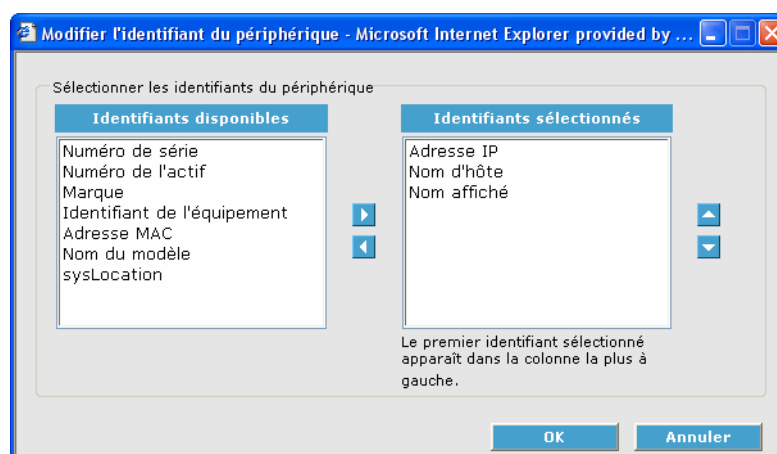 Modifier l'identifiant du périphérique - Microsoft Internet Explorer provided by ...
Sélectionner les identifiants du périphérique
Identifiants disponibles
Numéro de série
Numéro de l'actif
Marque
Identifiant de l'équipement
Adresse MAC
Nom du modèle
sysLocation
Identifiants sélectionnés
Adresse IP
Nom d'hôte
Nom affiché
Le premier identifiant sélectionné
apparaît dans la colonne la plus à
gauche.
OK
Annuler